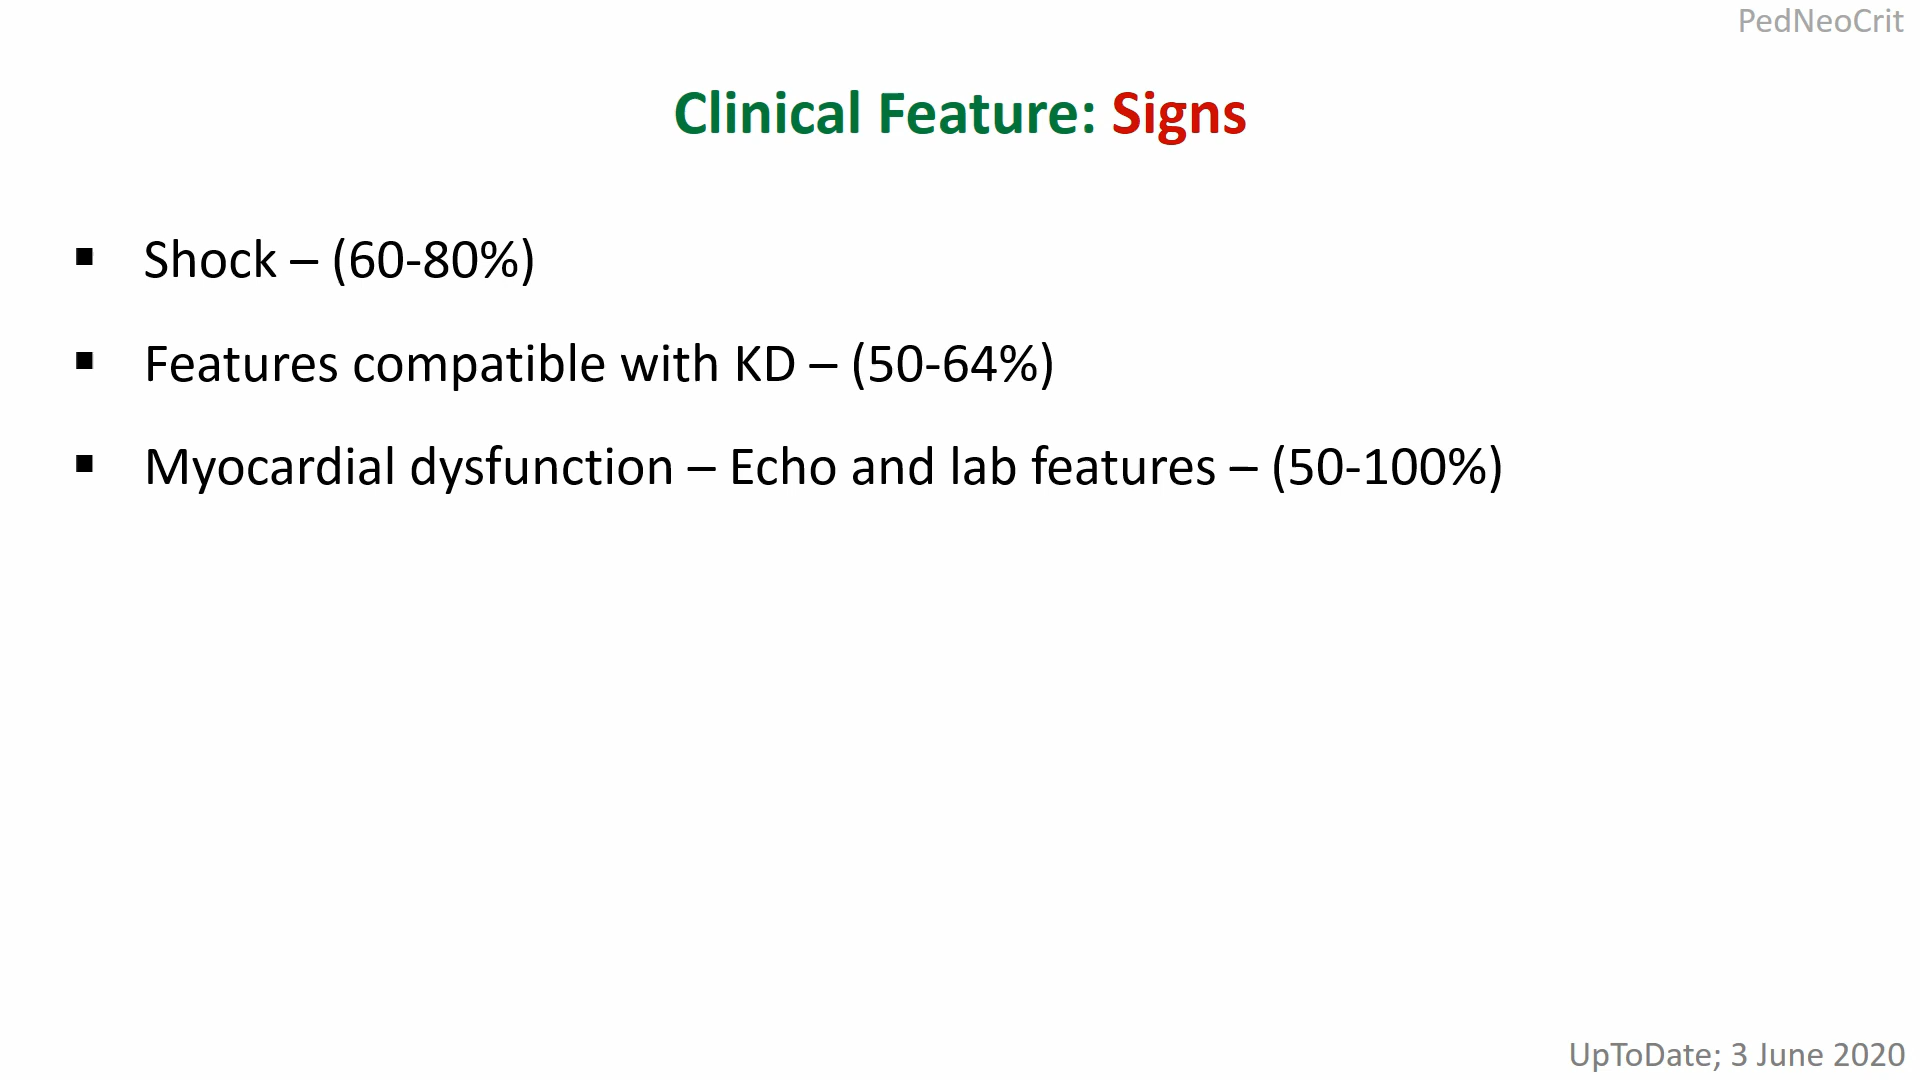 PedNeoCrit
Clinical Feature: Signs
▪ Shock – (60-80%)
▪ Features compatible with KD – (50-64%)
▪ Myocardial dysfunction – Echo and lab features – (50-100%)
UpToDate; 3 June 2020